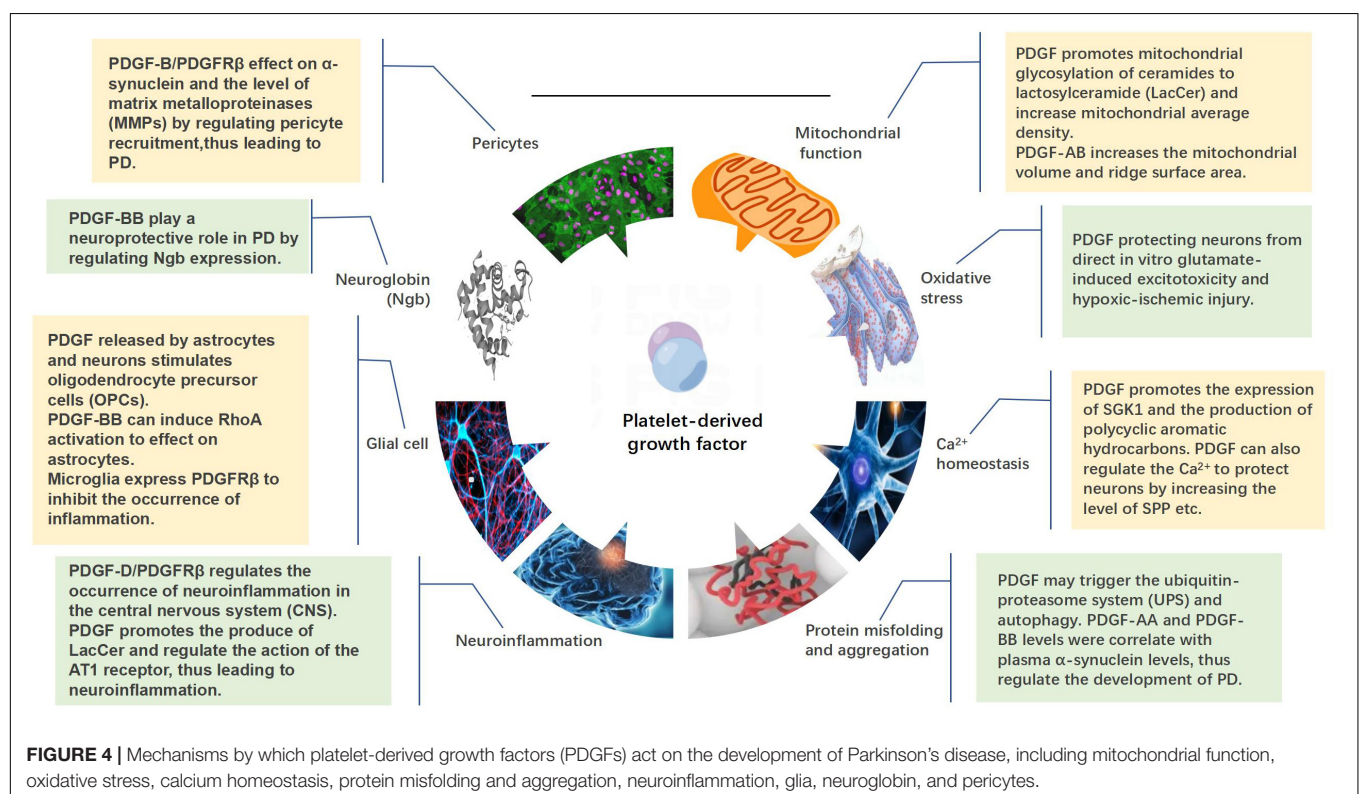 PDGF-B/PDGFRβ effect on α-
synuclein and the level of
matrix metalloproteinases
(MMPs) by regulating pericyte
recruitment,thus leading to
PD.
Pericytes
PDGF-BB play a
neuroprotective role in PD by
regulating Ngb expression.
Neuroglobin
(Ngb)
PDGF released by astrocytes
and neurons stimulates
oligodendrocyte precursor
cells (OPCs).
PDGF-BB can induce RhoA
activation to effect on
astrocytes.
Microglia express PDGFRβ to
inhibit the occurrence of
inflammation.
Glial cell
PDGF-D/PDGFRβ regulates the
occurrence of neuroinflammation in
the central nervous system (CNS).
PDGF promotes the produce of
LacCer and regulate the action of the
AT1 receptor, thus leading to
neuroinflammation.
Neuroinflammation
Platelet-derived
growth factor
Mitochondrial
function
PDGF promotes mitochondrial
glycosylation of ceramides to
lactosylceramide (LacCer) and
increase mitochondrial average
density.
PDGF-AB increases the mitochondrial
volume and ridge surface area.
Oxidative
stress
PDGF protecting neurons from
direct in vitro glutamate-
induced excitotoxicity and
hypoxic-ischemic injury.
Ca²⁺
homeostasis
PDGF promotes the expression
of SGK1 and the production of
polycyclic aromatic
hydrocarbons. PDGF can also
regulate the Ca²⁺ to protect
neurons by increasing the
level of SPP etc.
Protein misfolding
and aggregation
PDGF may trigger the ubiquitin-
proteasome system (UPS) and
autophagy. PDGF-AA and PDGF-
BB levels were correlate with
plasma α-synuclein levels, thus
regulate the development of PD.
FIGURE 4 | Mechanisms by which platelet-derived growth factors (PDGFs) act on the development of Parkinson's disease, including mitochondrial function,
oxidative stress, calcium homeostasis, protein misfolding and aggregation, neuroinflammation, glia, neuroglobin, and pericytes.